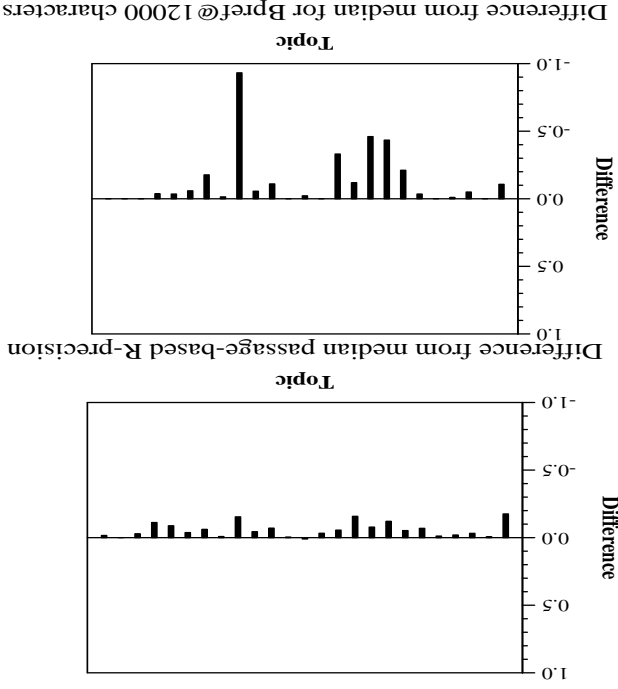 1.0
0.5
0.0
-0.5
-1.0
Difference
Topic
Difference from median passage-based R-precision
1.0
0.5
0.0
-0.5
-1.0
Difference
Topic
Difference from median for Bpref@12000 characters